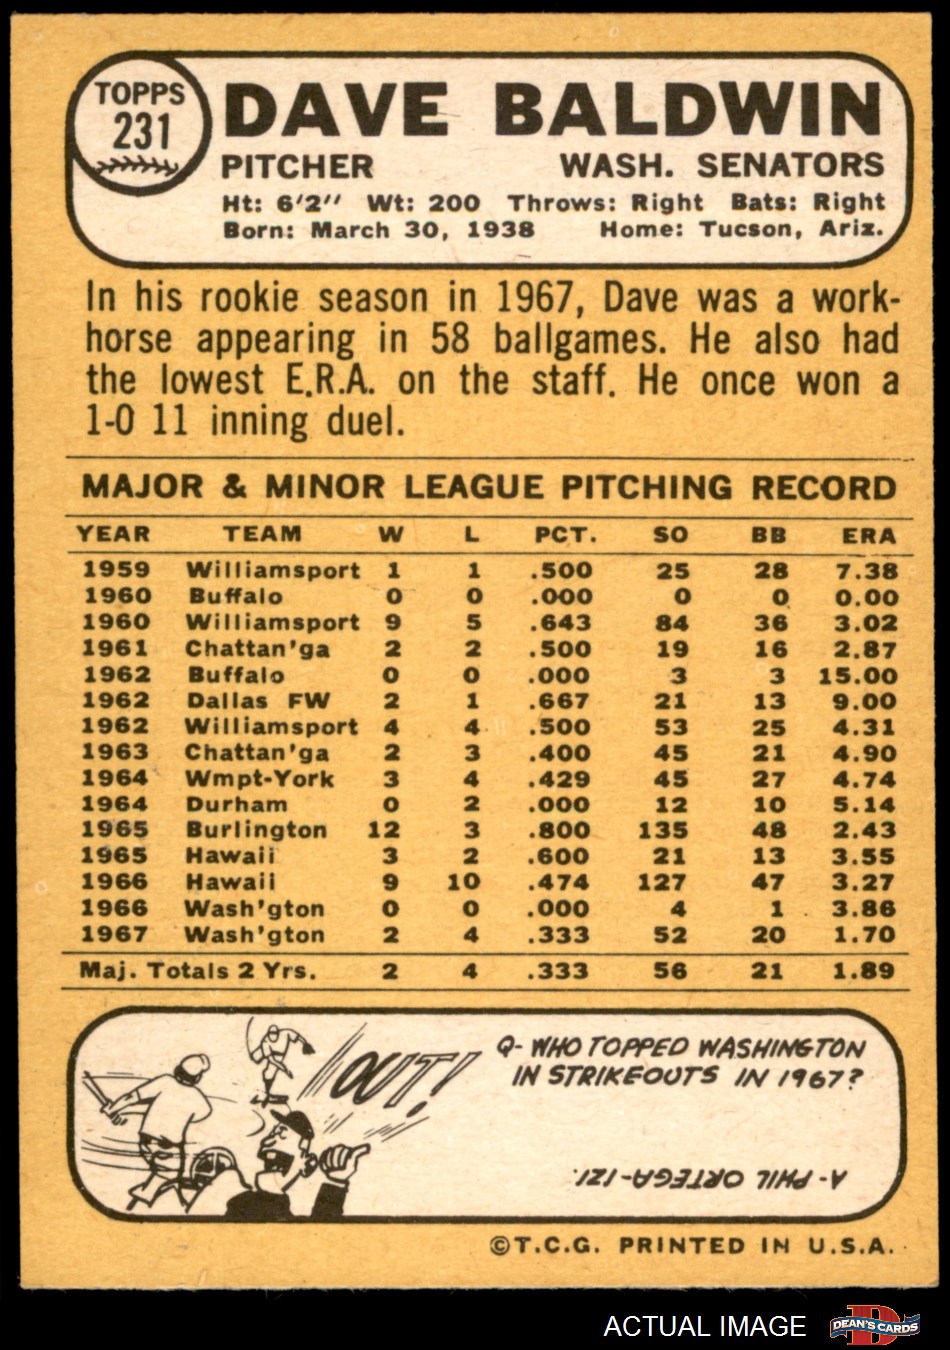 TOPPS
231
DAVE BALDWIN
PITCHER WASH. SENATORS
Ht: 6'2'' Wt: 200 Throws: Right Bats: Right
Born: March 30, 1938 Home: Tucson, Ariz.
In his rookie season in 1967, Dave was a work-
horse appearing in 58 ballgames. He also had
the lowest E.R.A. on the staff. He once won a
1-0 11 inning duel.
MAJOR & MINOR LEAGUE PITCHING RECORD
YEAR TEAM W L PCT. SO BB ERA
1959 Williamsport 1 1 .500 25 28 7.38
1960 Buffalo 0 0 .000 0 0 0.00
1960 Williamsport 9 5 .643 84 36 3.02
1961 Chattan'ga 2 2 .500 19 16 2.87
1962 Buffalo 0 0 .000 3 3 15.00
1962 Dallas FW 2 1 .667 21 13 9.00
1962 Williamsport 4 4 .500 53 25 4.31
1963 Chattan'ga 2 3 .400 45 21 4.90
1964 Wmpt-York 3 4 .429 45 27 4.74
1964 Durham 0 2 .000 12 10 5.14
1965 Burlington 12 3 .800 135 48 2.43
1965 Hawaii 3 2 .600 21 13 3.55
1966 Hawaii 9 10 .474 127 47 3.27
1966 Wash'gton 0 0 .000 4 1 3.86
1967 Wash'gton 2 4 .333 52 20 1.70
Maj. Totals 2 Yrs. 2 4 .333 56 21 1.89
OUT!
Q- WHO TOPPED WASHINGTON
IN STRIKEOUTS IN 1967?
A- PHIL ORTEGA-121.
©T.C.G. PRINTED IN U.S.A.
ACTUAL IMAGE
D
DEAN'S CARDS